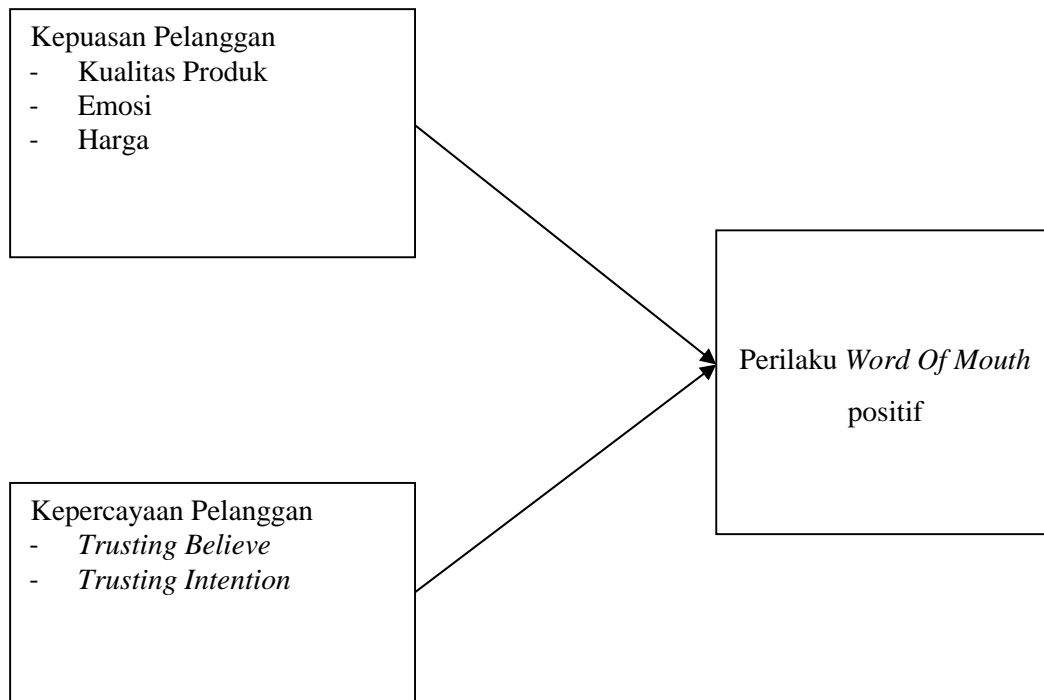 Kepuasan Pelanggan
- Kualitas Produk
- Emosi
- Harga
Perilaku Word Of Mouth
positif
Kepercayaan Pelanggan
- Trusting Believe
- Trusting Intention